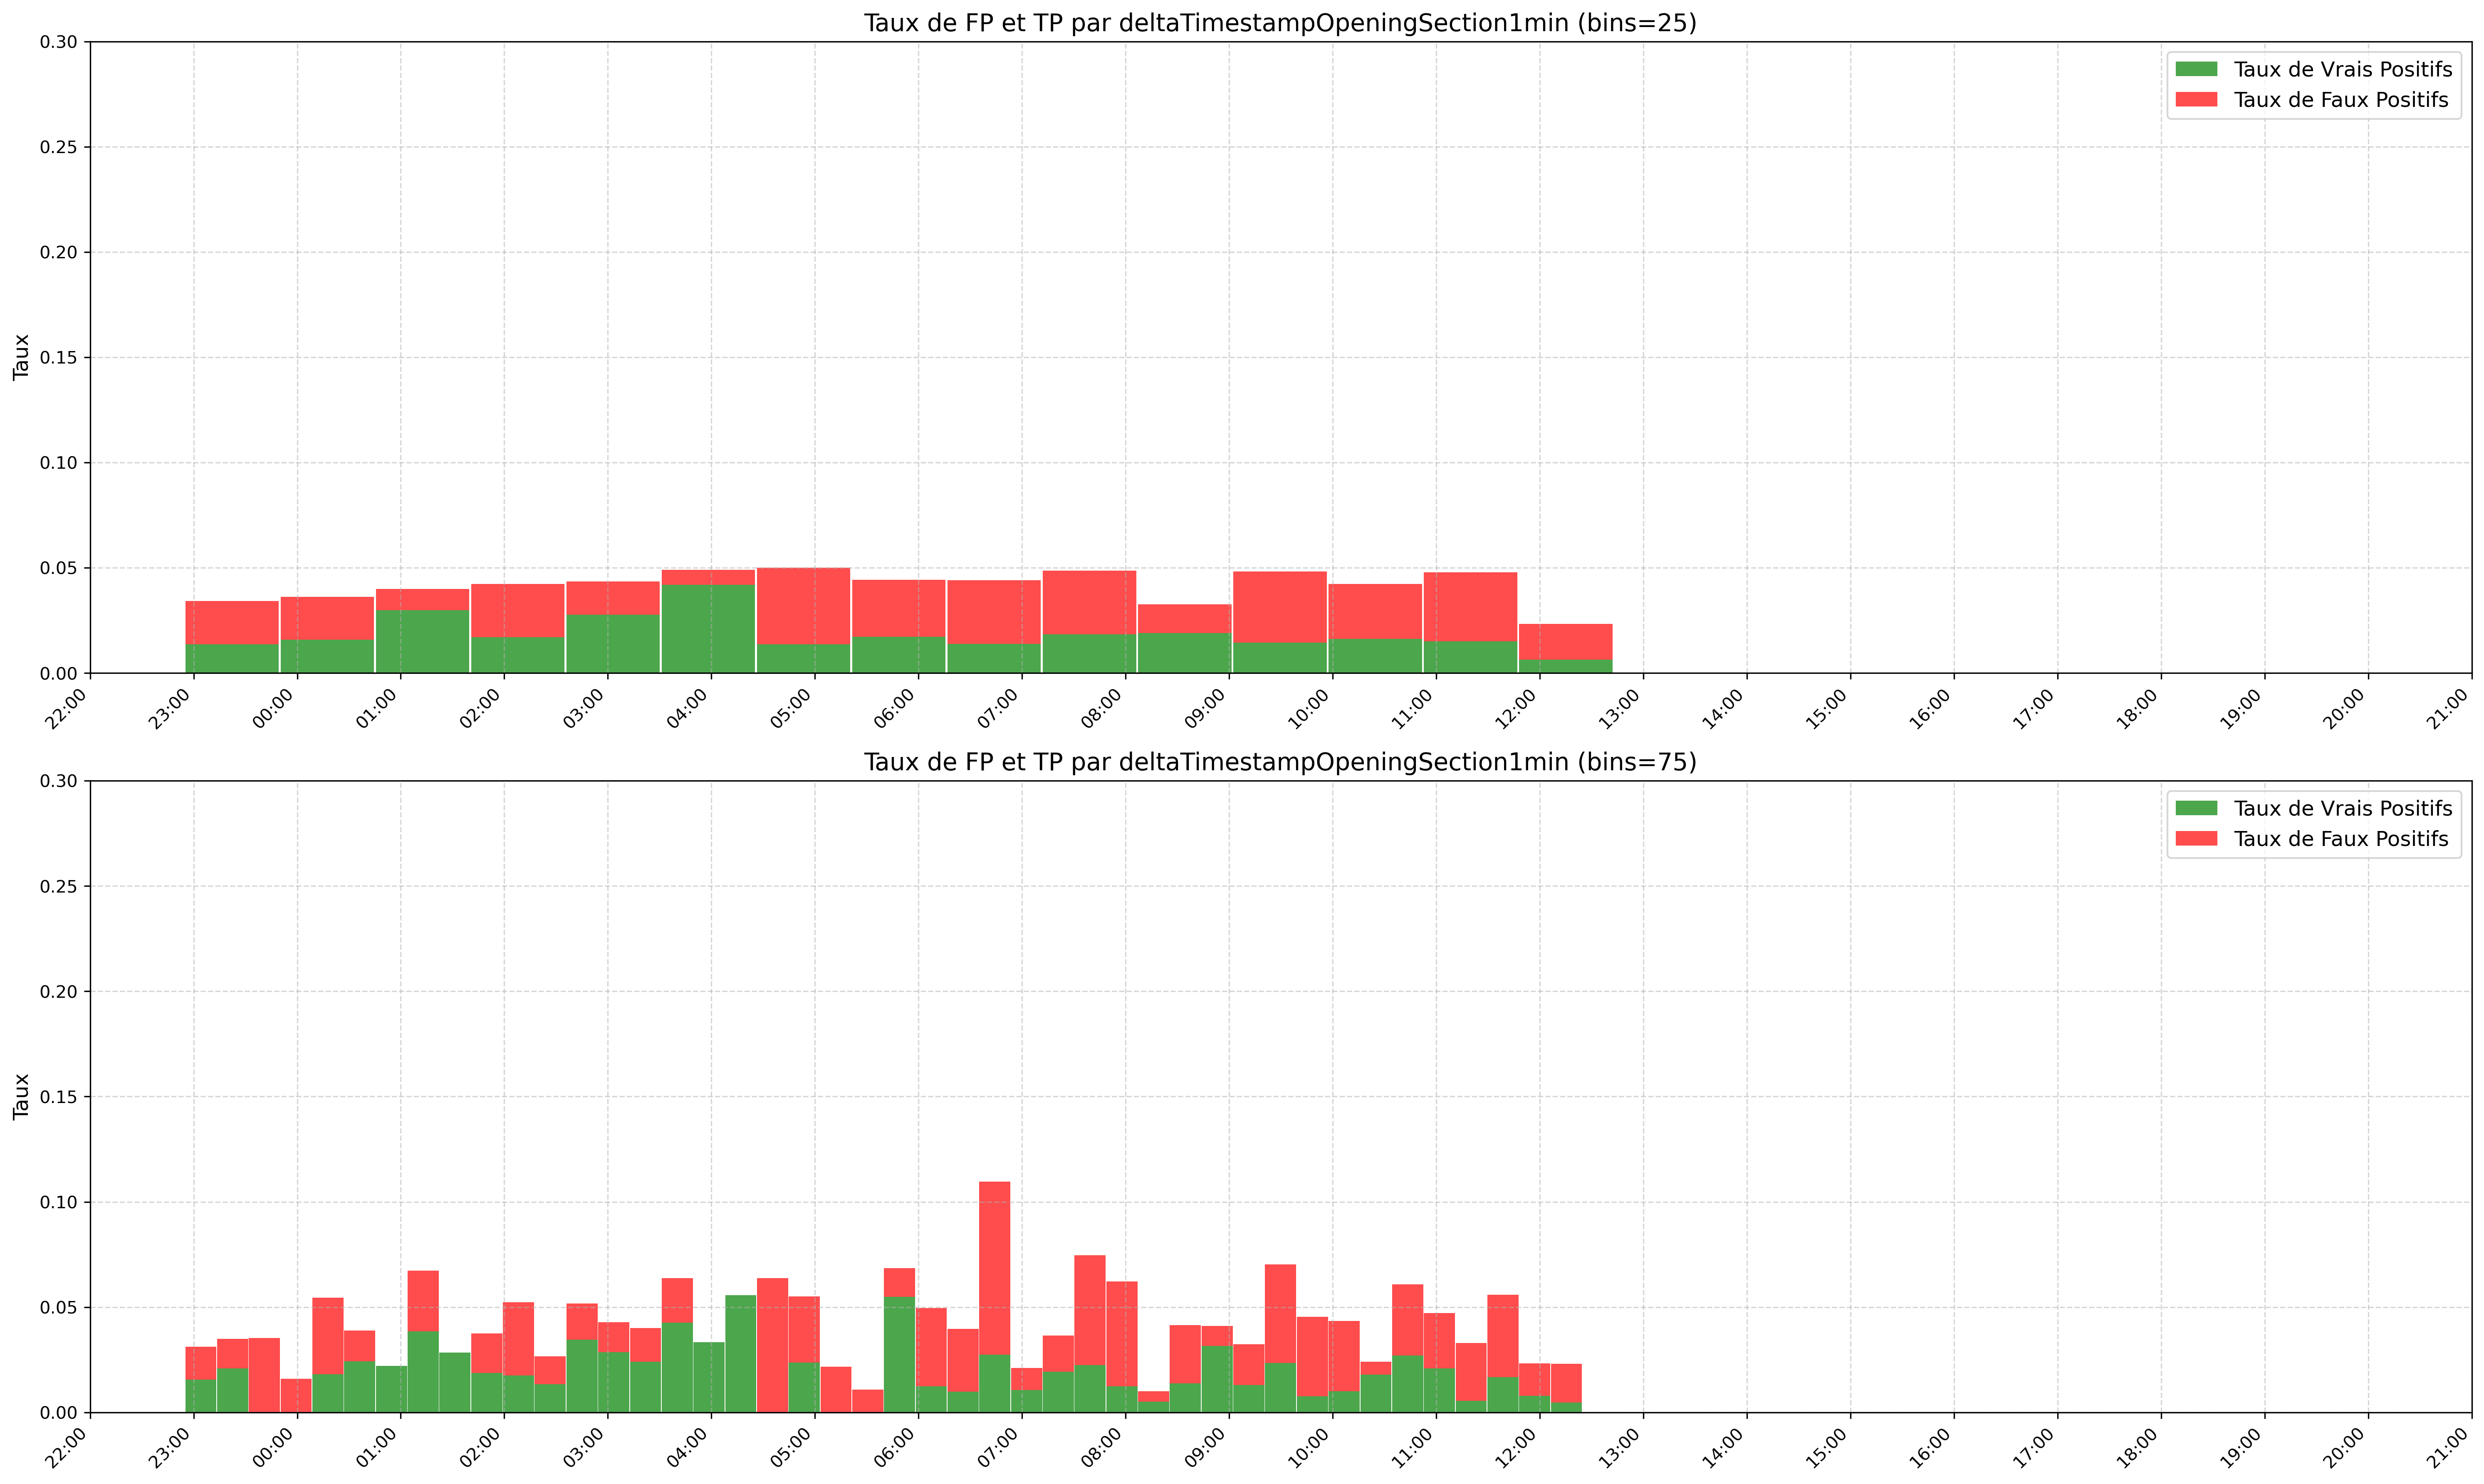 Taux de FP et TP par deltaTimestampOpeningSection1min (bins=25)
Taux de Vrais Positifs
Taux de Faux Positifs
Taux
0.30
0.25
0.20
0.15
0.10
0.05
0.00
22:00 23:00 00:00 01:00 02:00 03:00 04:00 05:00 06:00 07:00 08:00 09:00 10:00 11:00 12:00 13:00 14:00 15:00 16:00 17:00 18:00 19:00 20:00 21:00
Taux de FP et TP par deltaTimestampOpeningSection1min (bins=75)
Taux de Vrais Positifs
Taux de Faux Positifs
Taux
0.30
0.25
0.20
0.15
0.10
0.05
0.00
22:00 23:00 00:00 01:00 02:00 03:00 04:00 05:00 06:00 07:00 08:00 09:00 10:00 11:00 12:00 13:00 14:00 15:00 16:00 17:00 18:00 19:00 20:00 21:00